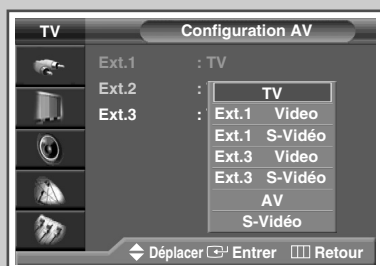 TV Configuration AV
Ext.1 : TV
Ext.2 :
Ext.3 :
TV
Ext.1 Video
Ext.1 S-Vidéo
Ext.3 Video
Ext.3 S-Vidéo
AV
S-Vidéo
Déplacer Entrer Retour